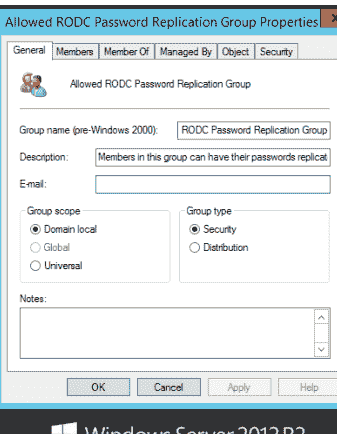 Allowed RODC Password Replication Group Properties
General Members Member Of Managed By Object Security
Allowed RODC Password Replication Group
Group name (pre-Windows 2000): RODC Password Replication Group
Description: Members in this group can have their passwords replicat
E-mail:
Group scope Group type
Domain local Security
Global Distribution
Universal
Notes:
OK Cancel Apply Help
Windows Server 2012 R2